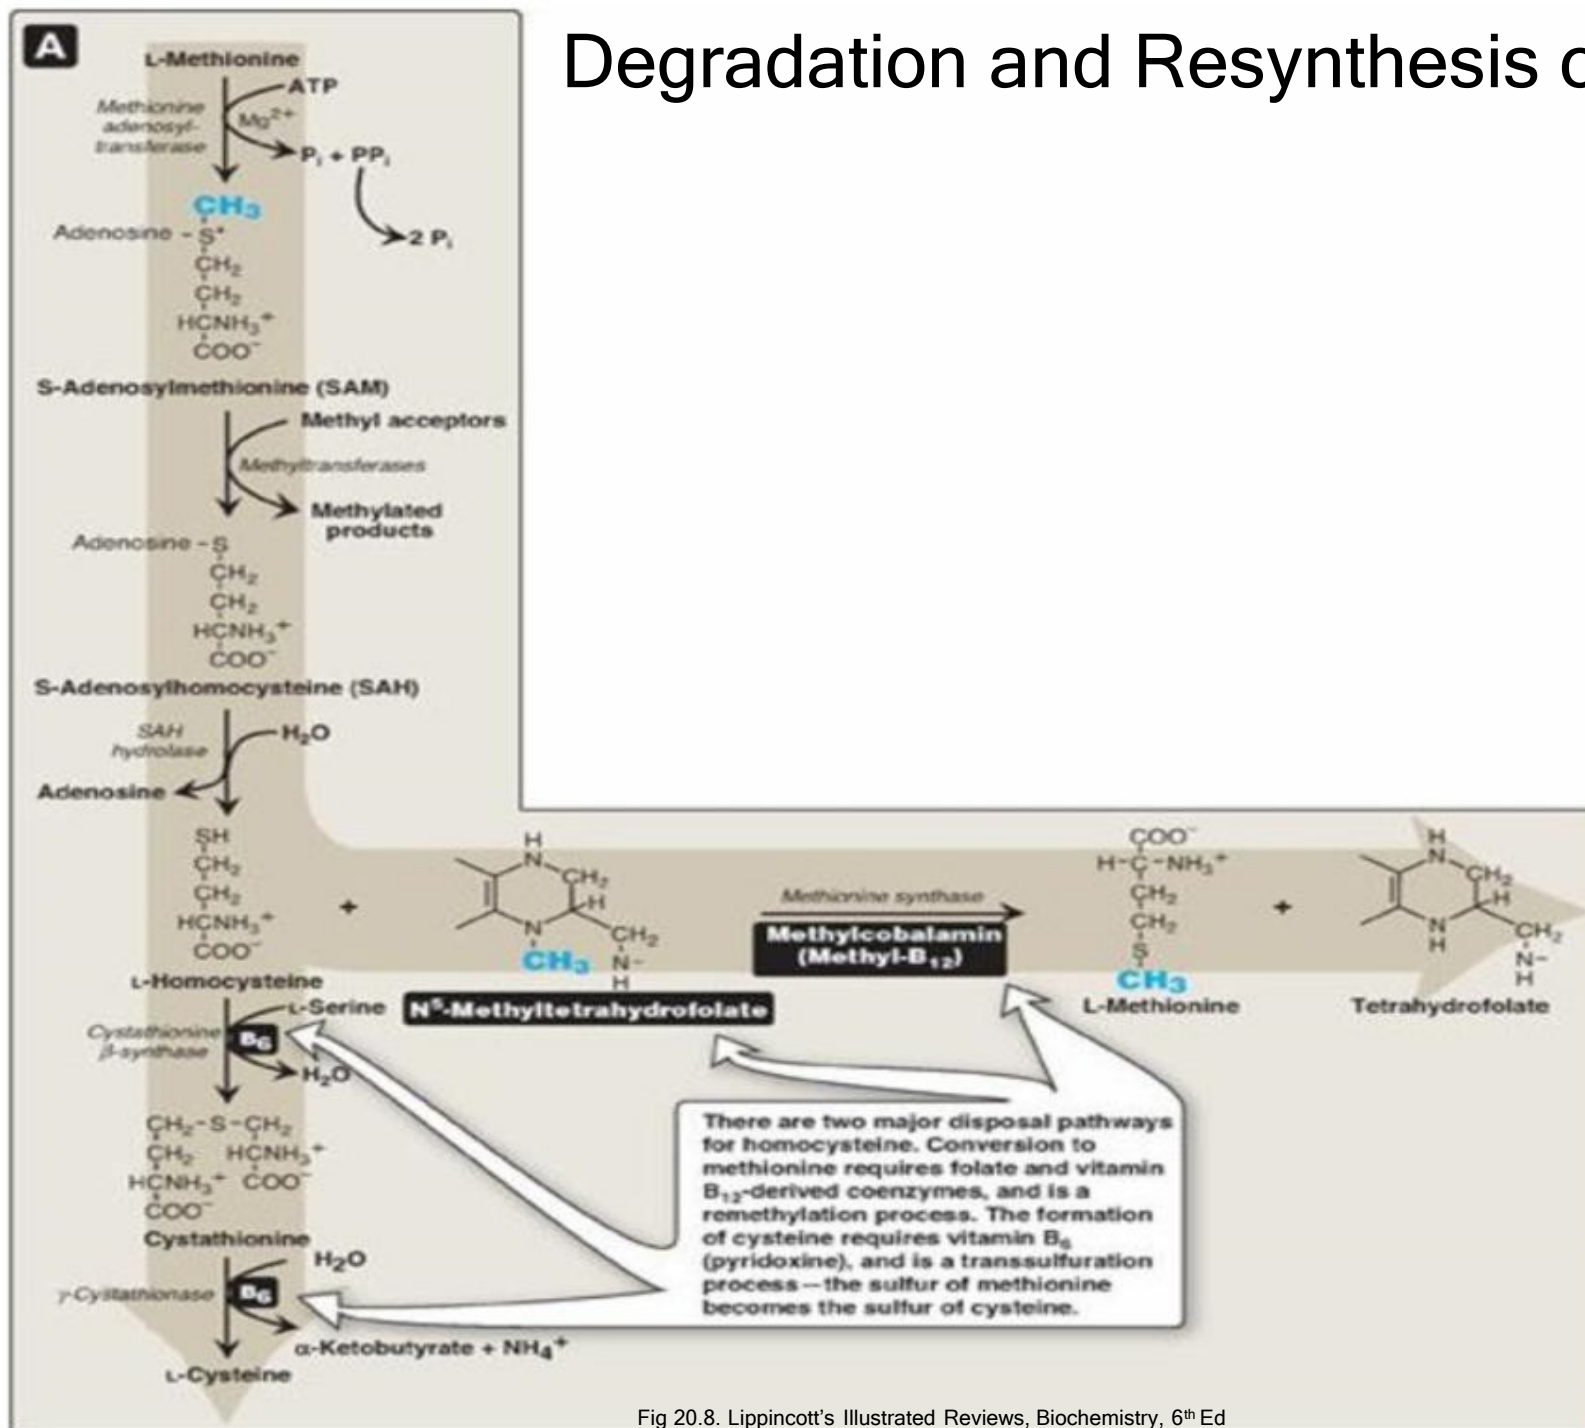 A
Degradation and Resynthesis o
L-Methionine
ATP
Methionine
adenosyl-
transferase
Mg²⁺
Pᵢ + PPᵢ
2 Pᵢ
CH₃
Adenosine - S⁺
CH₂
CH₂
HCNH₃⁺
COO⁻
S-Adenosylmethionine (SAM)
Methyl acceptors
Methyltransferases
Methylated
products
Adenosine - S
CH₂
CH₂
HCNH₃⁺
COO⁻
S-Adenosylhomocysteine (SAH)
SAH
hydrolase
H₂O
Adenosine
SH
CH₂
CH₂
HCNH₃⁺
COO⁻
L-Homocysteine
+
H
N
CH₂
H
N
CH₂
CH₃
N-
H
N⁵-Methyltetrahydrofolate
Methionine synthase
Methylcobalamin
(Methyl-B₁₂)
COO⁻
H-C-NH₃⁺
CH₂
CH₂
S
CH₃
L-Methionine
+
H
N
CH₂
H
N
H
CH₂
N-
H
Tetrahydrofolate
L-Serine
Cystathionine
β-synthase
B₆
H₂O
CH₂-S-CH₂
CH₂ HCNH₃⁺
HCNH₃⁺ COO⁻
COO⁻
Cystathionine
H₂O
γ-Cystathionase
B₆
α-Ketobutyrate + NH₄⁺
L-Cysteine
There are two major disposal pathways
for homocysteine. Conversion to
methionine requires folate and vitamin
B₁₂-derived coenzymes, and is a
remethylation process. The formation
of cysteine requires vitamin B₆
(pyridoxine), and is a transsulfuration
process—the sulfur of methionine
becomes the sulfur of cysteine.
Fig 20.8. Lippincott's Illustrated Reviews, Biochemistry, 6th Ed